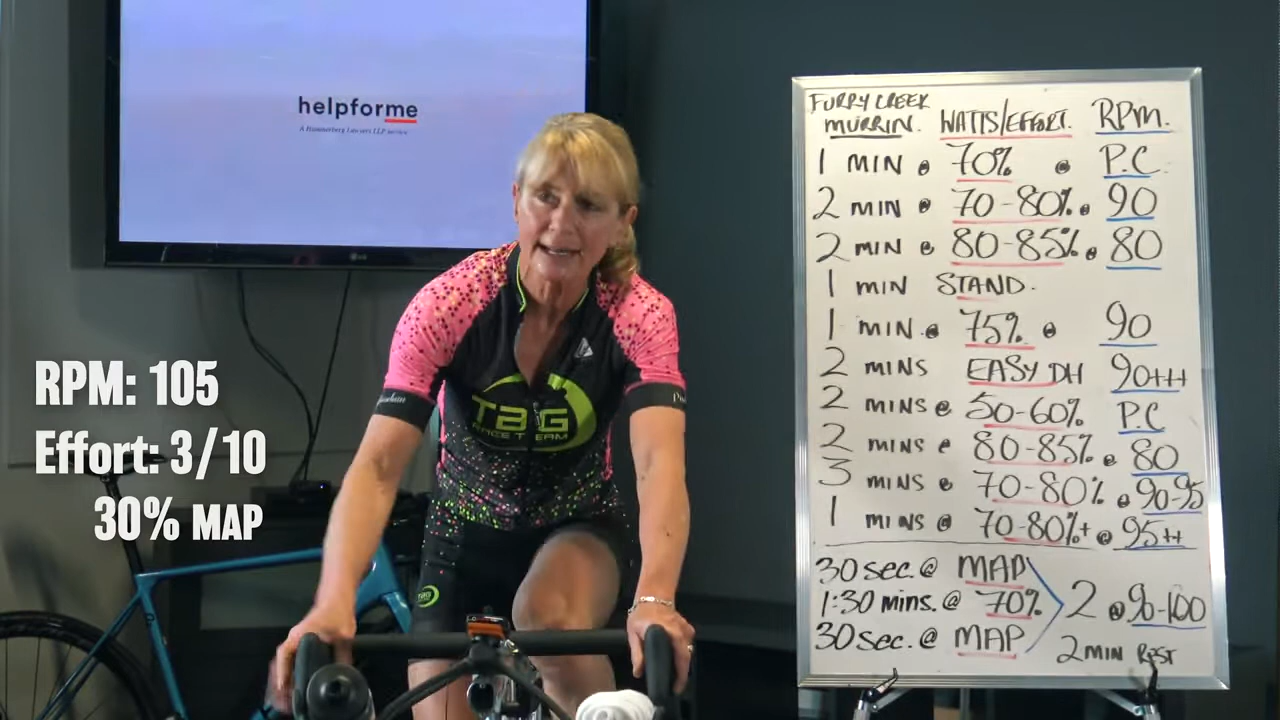 helpforme
A Hammerberg Lawyers LLP service
RPM: 105
Effort: 3/10
30% MAP
TaG
RACE TEAM
TaG
FURRY CREEK
MURRIN. WATTS/EFFORT. RPM.
1 MIN @ 70% @ P.C.
2 MIN @ 70-80% @ 90
2 MIN @ 80-85% @ 80
1 MIN STAND.
1 MIN. @ 75% @ 90
2 MINS EASY DH 90+++
2 MINS @ 50-60% P.C
2 MINS @ 80-85% @ 80
3 MINS @ 70-80% @ 90-95
1 MINS @ 70-80%+ @ 95++
30 SEC. @ MAP
1:30 MINS. @ 70% 2 @ 90-100
30 SEC. @ MAP 2 MIN REST